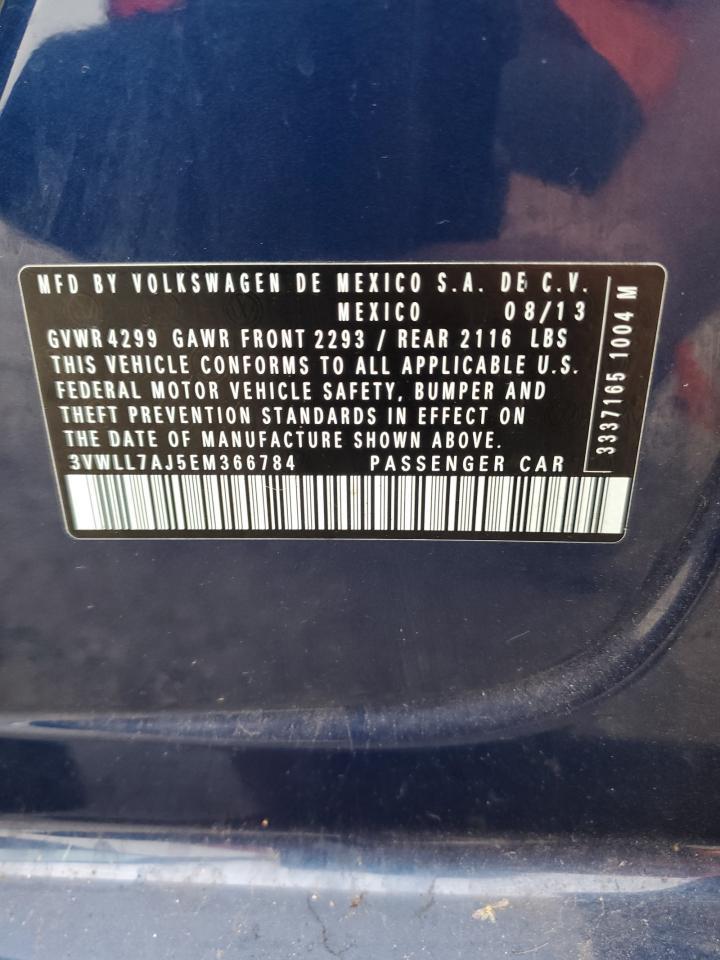 MFD BY VOLKSWAGEN DE MEXICO S.A. DE C.V.
MEXICO 08/13
GVWR 4299 GAWR FRONT 2293 / REAR 2116 LBS
THIS VEHICLE CONFORMS TO ALL APPLICABLE U.S.
FEDERAL MOTOR VEHICLE SAFETY, BUMPER AND
THEFT PREVENTION STANDARDS IN EFFECT ON
THE DATE OF MANUFACTURE SHOWN ABOVE.
3VWLL7AJ5EM366784 PASSENGER CAR
3337165 1004 M